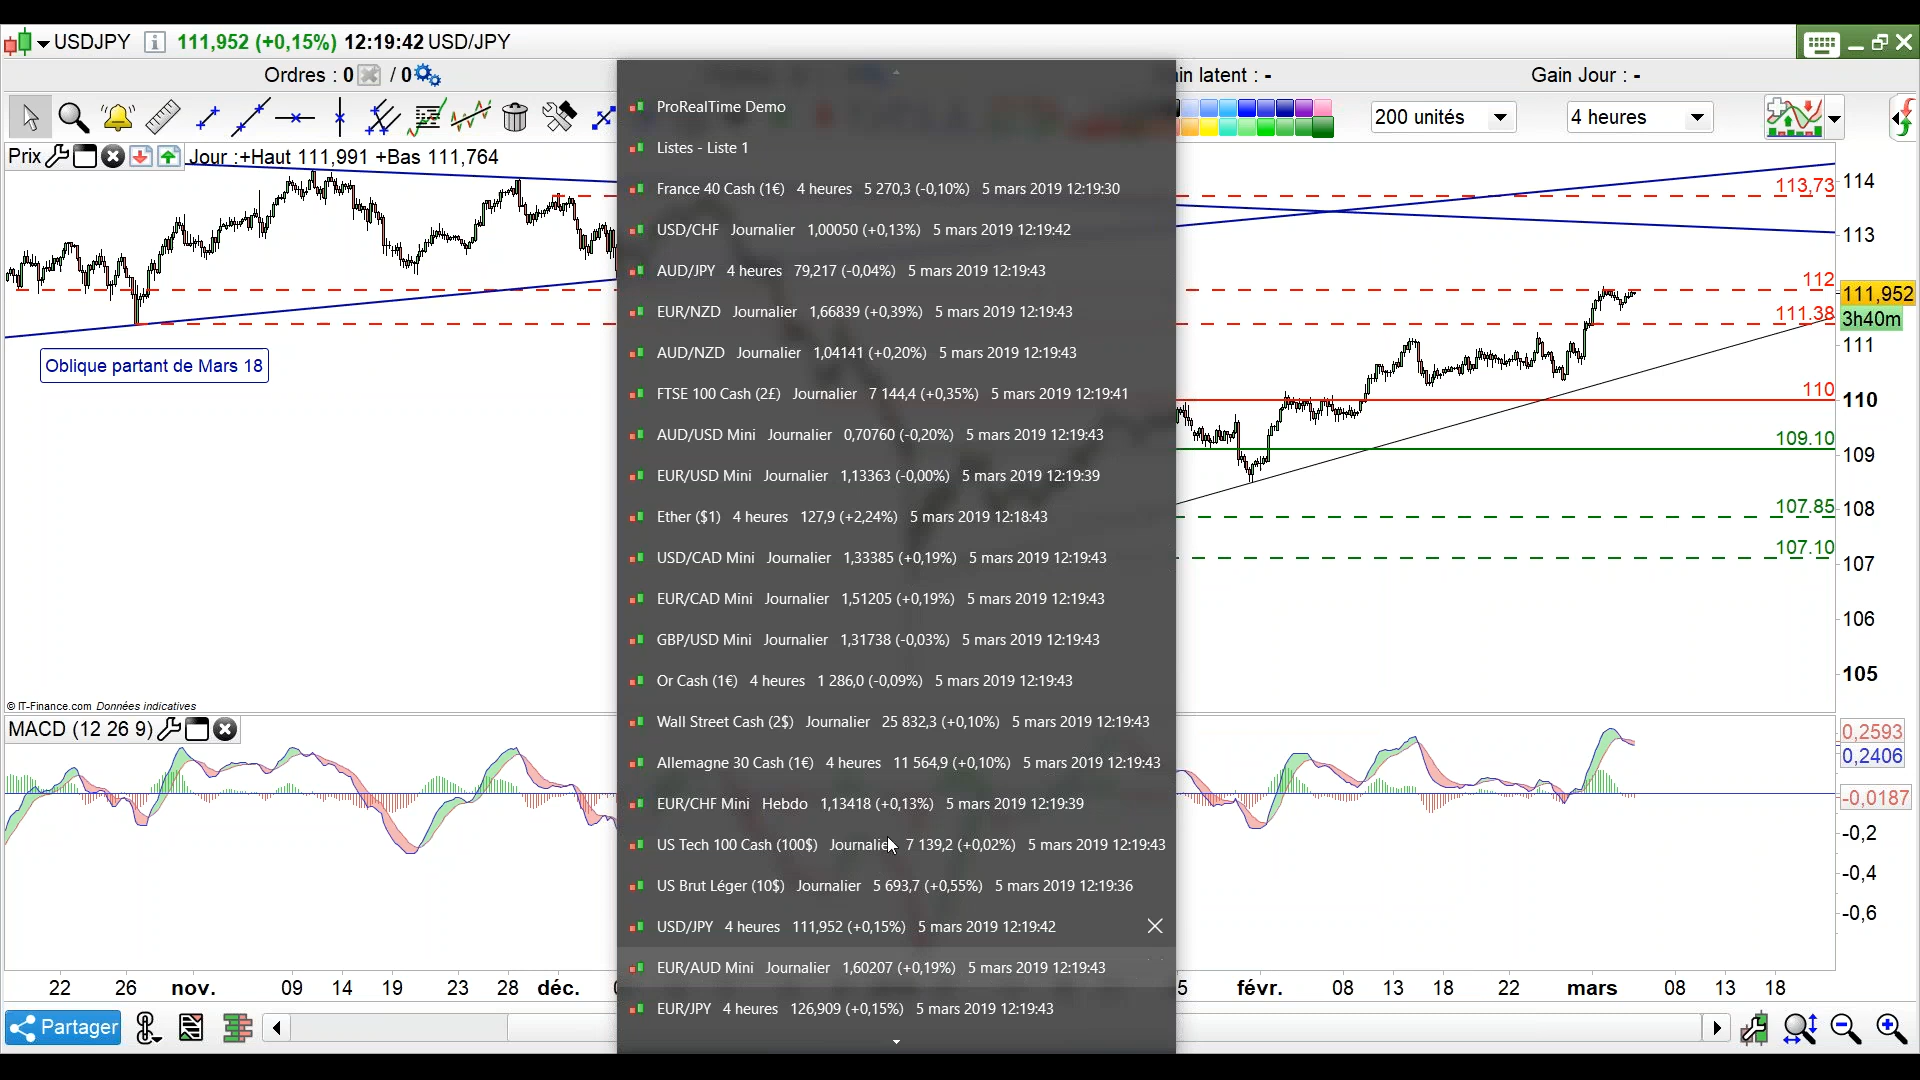 USDJPY 111,952 (+0,15%) 12:19:42 USD/JPY
Ordres : 0 / 0
in latent : -
Gain Jour : -
200 unités
4 heures
Prix
Jour :+Haut 111,991 +Bas 111,764
ProRealTime Demo
Listes - Liste 1
France 40 Cash (1€) 4 heures 5 270,3 (-0,10%) 5 mars 2019 12:19:30
USD/CHF Journalier 1,00050 (+0,13%) 5 mars 2019 12:19:42
AUD/JPY 4 heures 79,217 (-0,04%) 5 mars 2019 12:19:43
EUR/NZD Journalier 1,66839 (+0,39%) 5 mars 2019 12:19:43
AUD/NZD Journalier 1,04141 (+0,20%) 5 mars 2019 12:19:43
FTSE 100 Cash (2£) Journalier 7 144,4 (+0,35%) 5 mars 2019 12:19:41
AUD/USD Mini Journalier 0,70760 (-0,20%) 5 mars 2019 12:19:43
EUR/USD Mini Journalier 1,13363 (-0,00%) 5 mars 2019 12:19:39
Ether ($1) 4 heures 127,9 (+2,24%) 5 mars 2019 12:18:43
USD/CAD Mini Journalier 1,33385 (+0,19%) 5 mars 2019 12:19:43
EUR/CAD Mini Journalier 1,51205 (+0,19%) 5 mars 2019 12:19:43
GBP/USD Mini Journalier 1,31738 (-0,03%) 5 mars 2019 12:19:43
Or Cash (1€) 4 heures 1 286,0 (-0,09%) 5 mars 2019 12:19:43
Wall Street Cash (2$) Journalier 25 832,3 (+0,10%) 5 mars 2019 12:19:43
Allemagne 30 Cash (1€) 4 heures 11 564,9 (+0,10%) 5 mars 2019 12:19:43
EUR/CHF Mini Hebdo 1,13418 (+0,13%) 5 mars 2019 12:19:39
US Tech 100 Cash (100$) Journalier 7 139,2 (+0,02%) 5 mars 2019 12:19:43
US Brut Léger (10$) Journalier 5 693,7 (+0,55%) 5 mars 2019 12:19:36
USD/JPY 4 heures 111,952 (+0,15%) 5 mars 2019 12:19:42
EUR/AUD Mini Journalier 1,60207 (+0,19%) 5 mars 2019 12:19:43
EUR/JPY 4 heures 126,909 (+0,15%) 5 mars 2019 12:19:43
Oblique partant de Mars 18
© IT-Finance.com Données indicatives
113,73
112
111.38
110
109.10
107.85
107.10
114
113
111,952
3h40m
111
110
109
108
107
106
105
MACD (12 26 9)
0,2593
0,2406
-0,0187
-0,2
-0,4
-0,6
22 26 nov. 09 14 19 23 28 déc. 5 févr. 08 13 18 22 mars 08 13 18
Partager